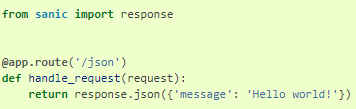 from sanic import response
@app.route('/json')
def handle_request(request):
    return response.json({'message': 'Hello world!'})